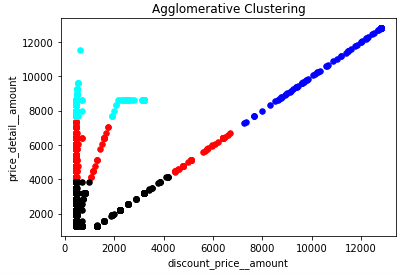 Agglomerative Clustering
price_detail__amount
12000
10000
8000
6000
4000
2000
0 2000 4000 6000 8000 10000 12000
discount_price__amount